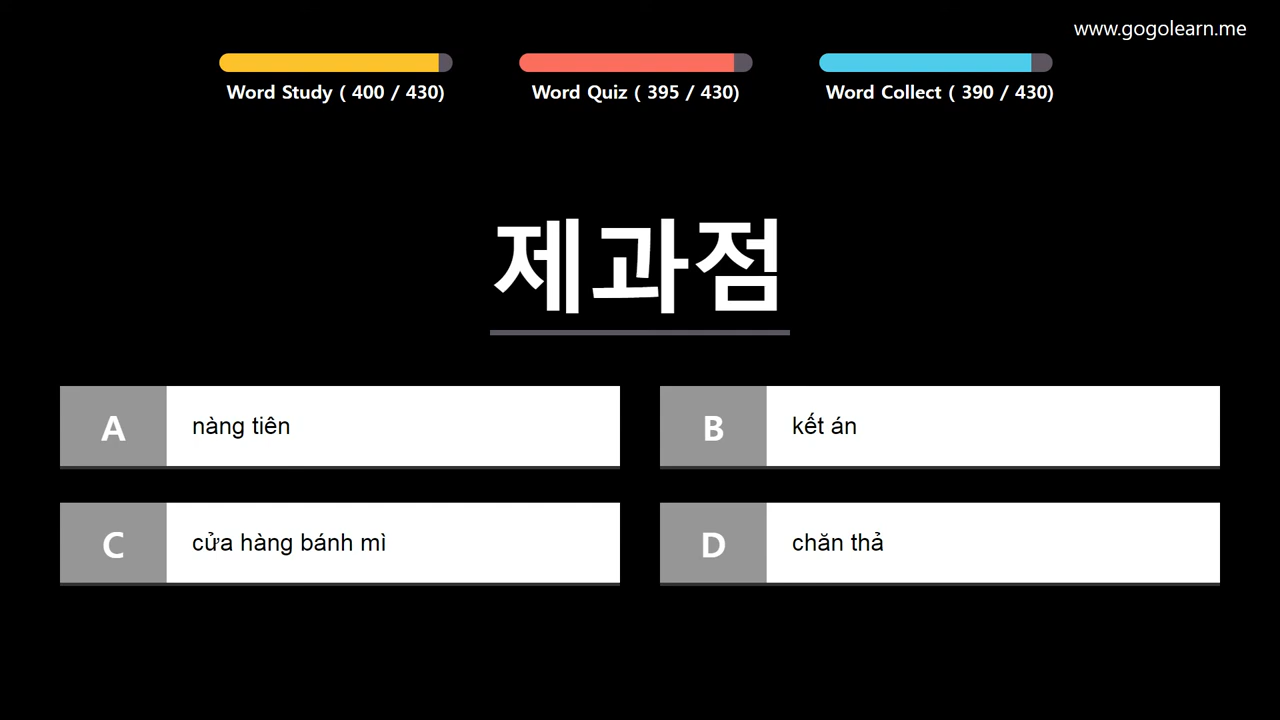 www.gogolearn.me
Word Study ( 400 / 430)
Word Quiz ( 395 / 430)
Word Collect ( 390 / 430)
제과점
A nàng tiên
B kết án
C cửa hàng bánh mì
D chăn thả